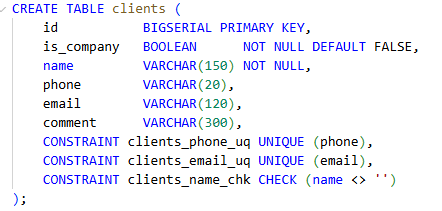 CREATE TABLE clients (
    id          BIGSERIAL PRIMARY KEY,
    is_company  BOOLEAN      NOT NULL DEFAULT FALSE,
    name        VARCHAR(150) NOT NULL,
    phone       VARCHAR(20),
    email       VARCHAR(120),
    comment     VARCHAR(300),
    CONSTRAINT clients_phone_uq UNIQUE (phone),
    CONSTRAINT clients_email_uq UNIQUE (email),
    CONSTRAINT clients_name_chk CHECK (name <> '')
);